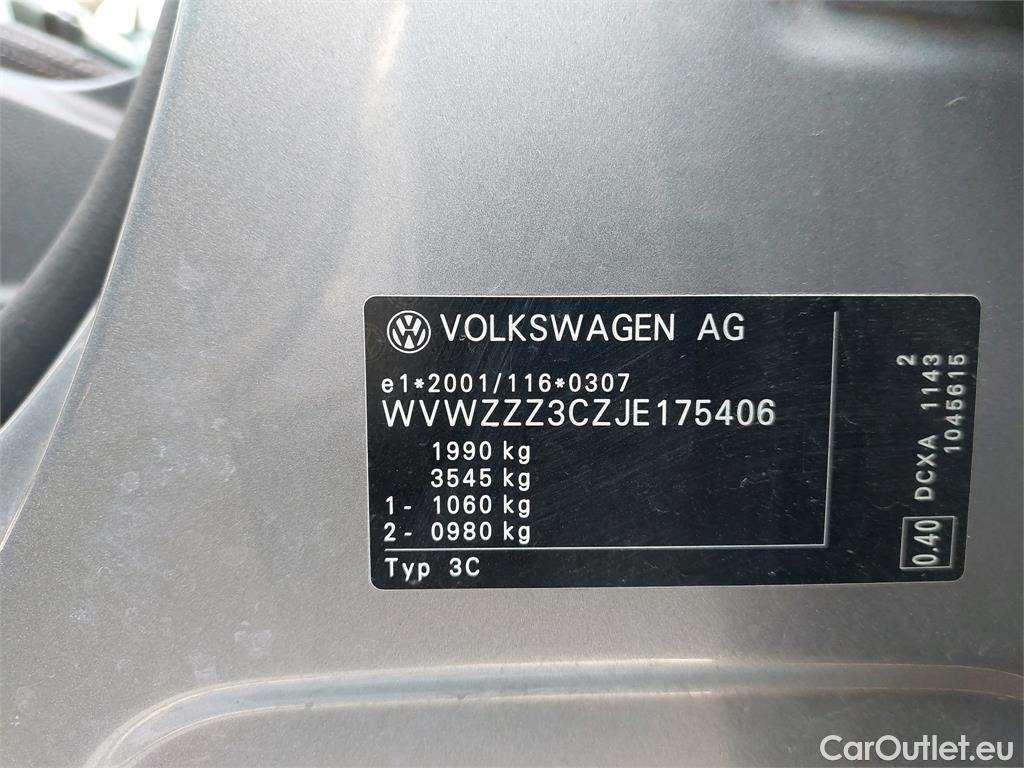 VOLKSWAGEN AG
e1*2001/116*0307
WVWZZZ3CZJE175406
1990 kg
3545 kg
1- 1060 kg
2- 0980 kg
Typ 3C
2
0.40 DCXA 1143
1045615
CarOutlet.eu